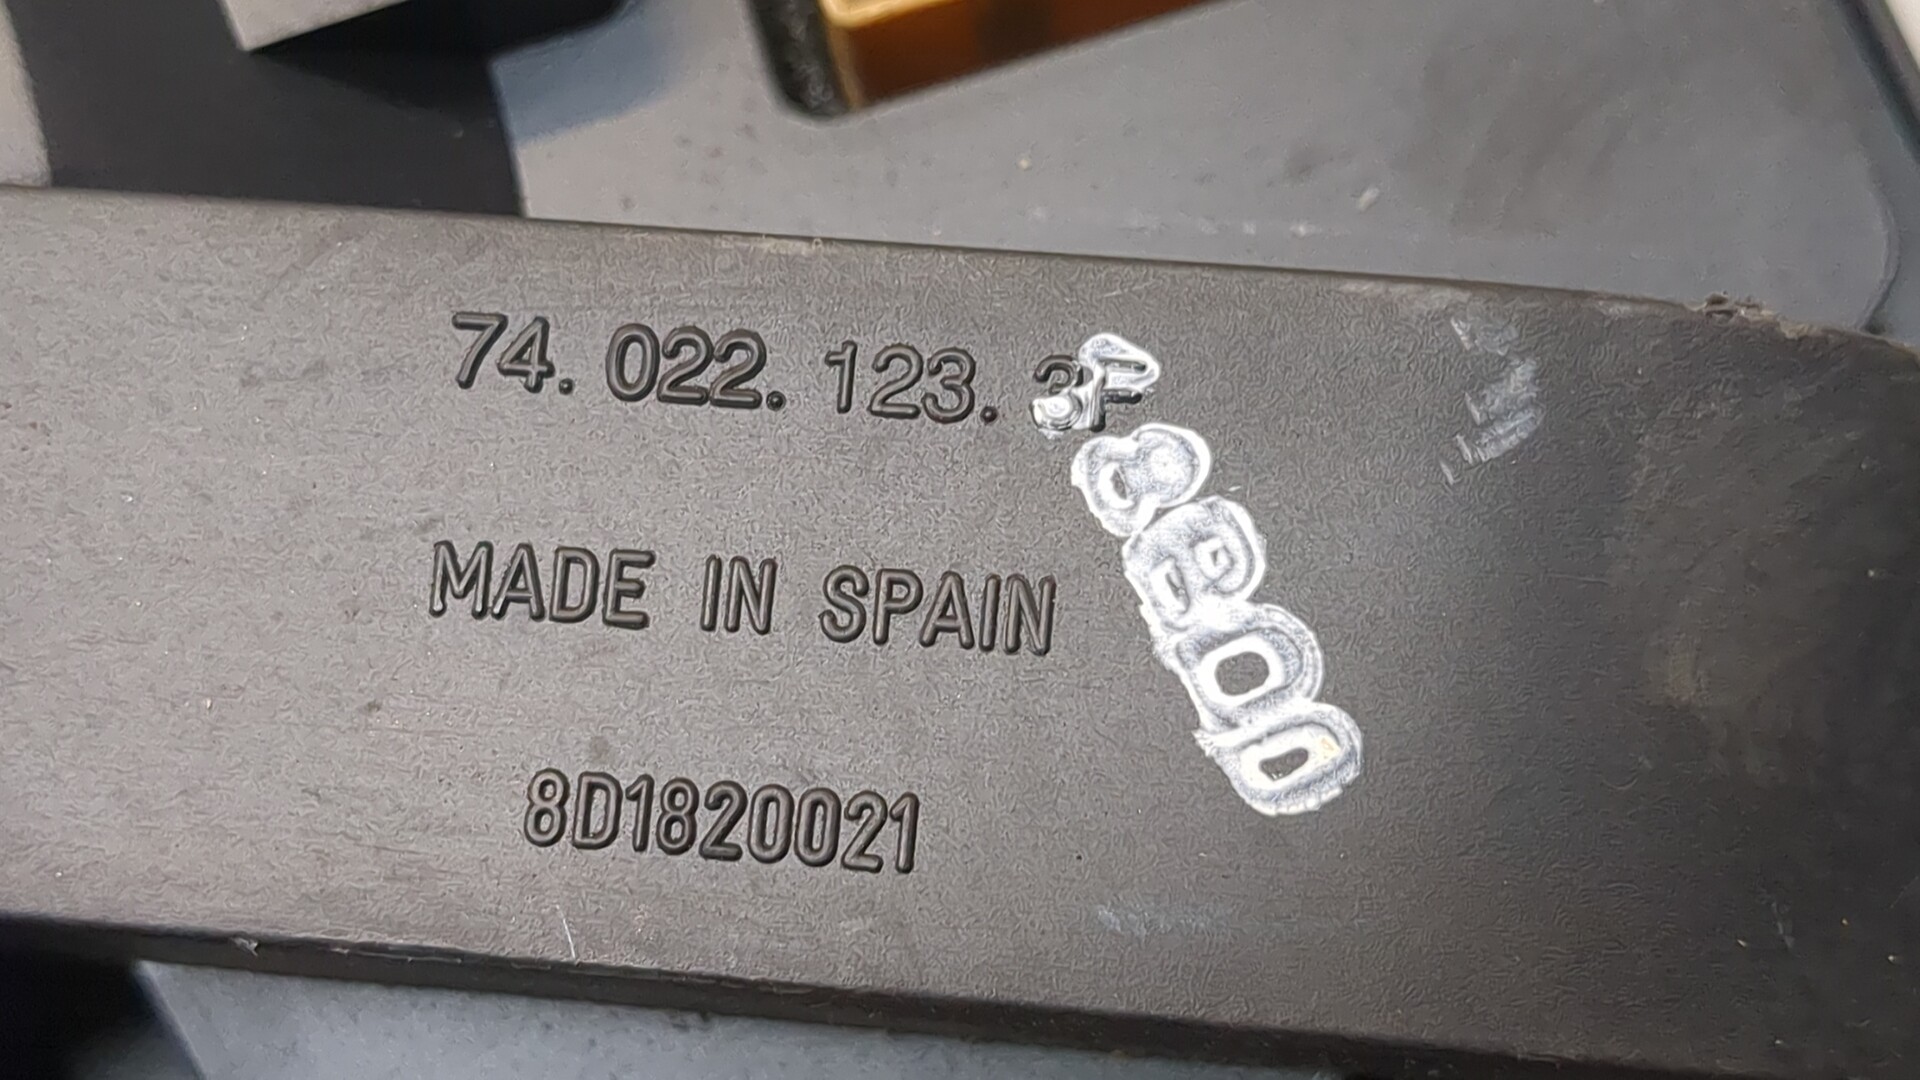 74. 022. 123. 3F
MADE IN SPAIN
8D1820021